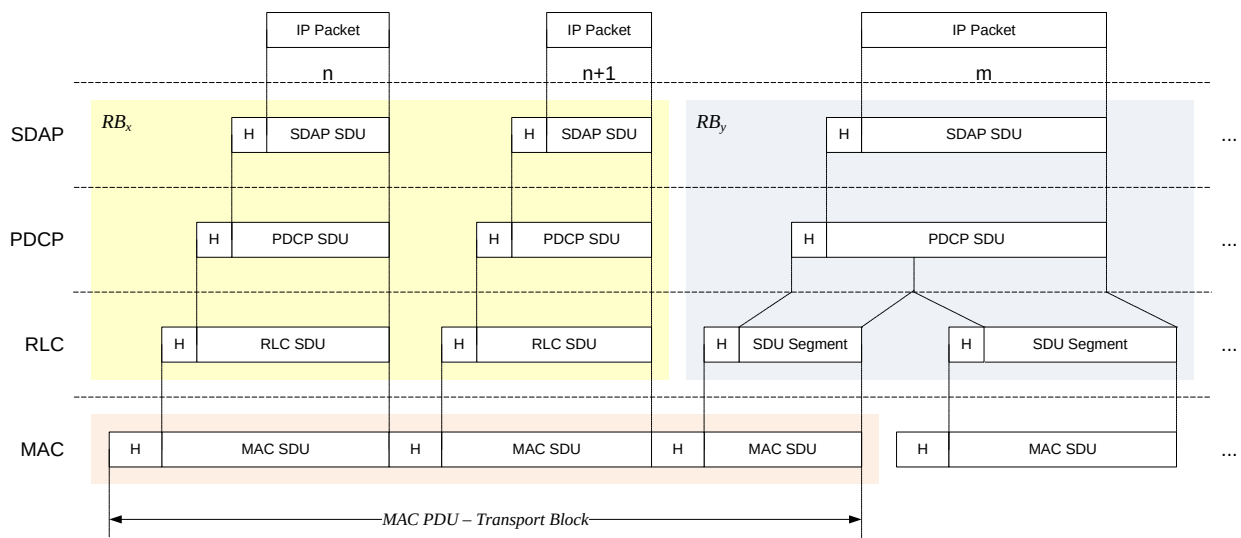 IP Packet IP Packet IP Packet
n n+1 m
RBx RBy
SDAP H SDAP SDU H SDAP SDU H SDAP SDU ...
PDCP H PDCP SDU H PDCP SDU H PDCP SDU ...
RLC H RLC SDU H RLC SDU H SDU Segment H SDU Segment ...
MAC H MAC SDU H MAC SDU H MAC SDU H MAC SDU ...
MAC PDU – Transport Block